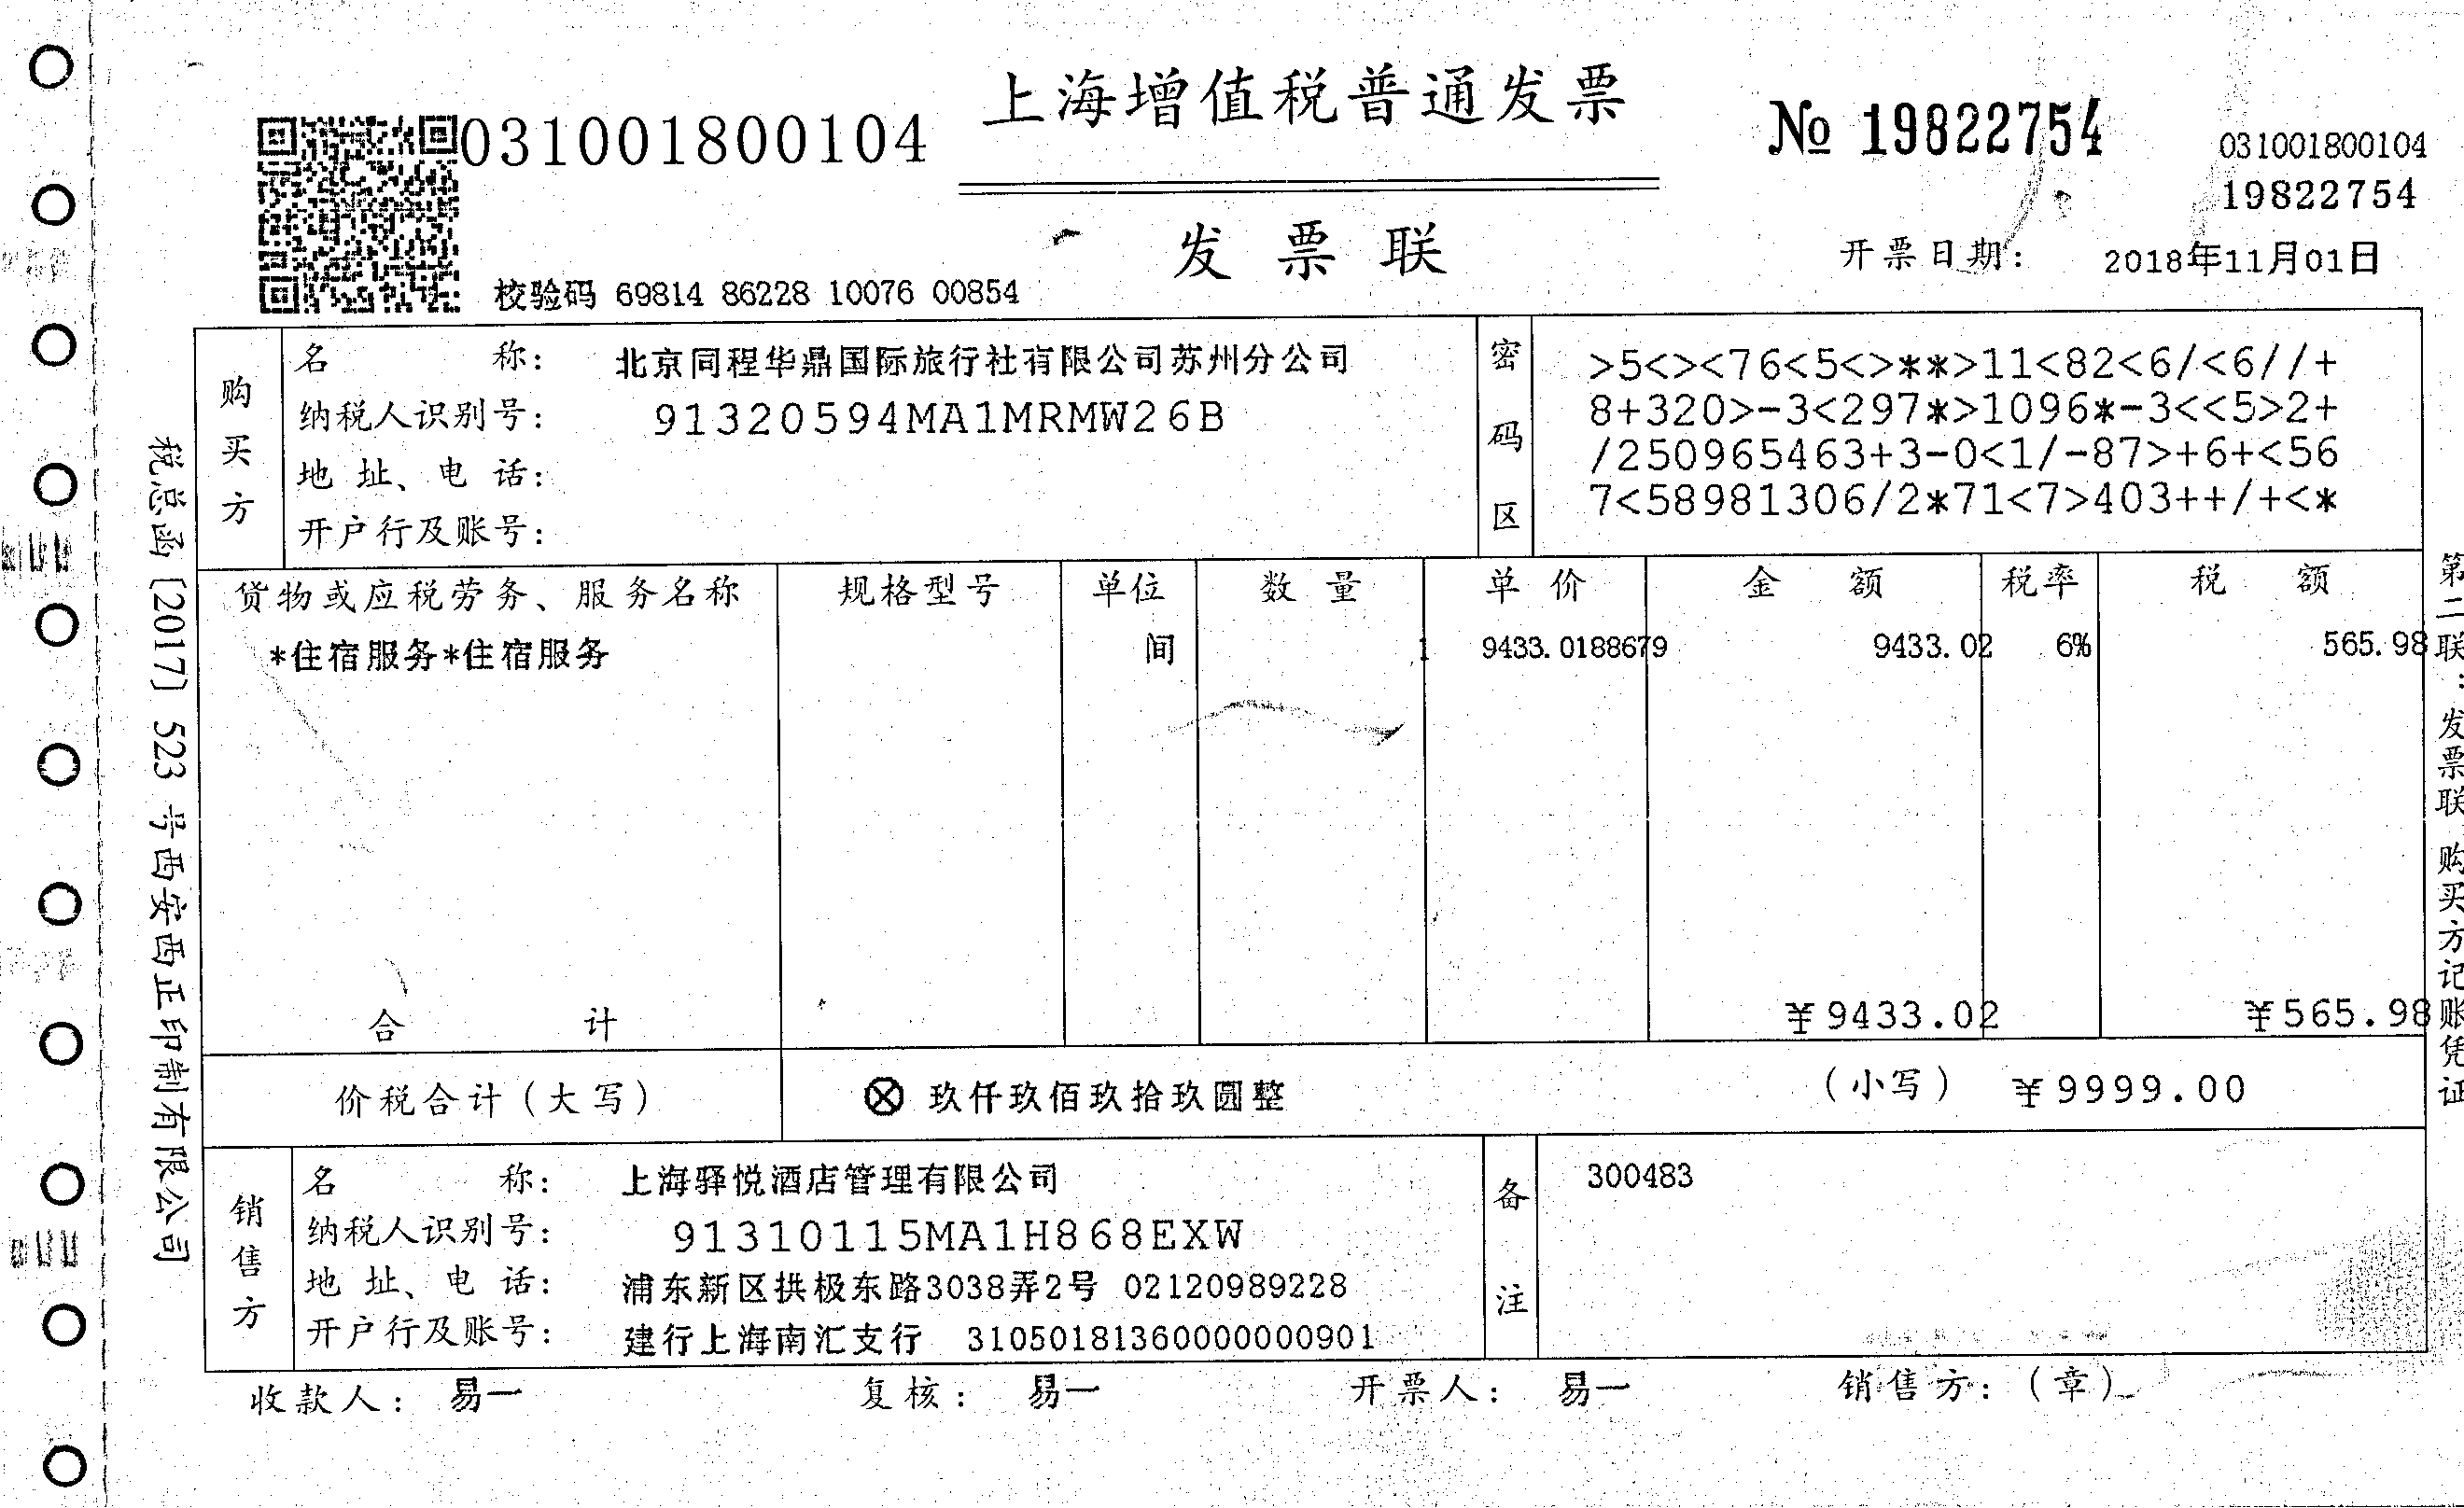 上海增值税普通发票
031001800104
№ 19822754
031001800104
19822754
发票联
开票日期: 2018年11月01日
校验码 69814 86228 10076 00854
购买方
名称: 北京同程华鼎国际旅行社有限公司苏州分公司
纳税人识别号: 91320594MA1MRMW26B
地址、电话:
开户行及账号:
密码区
>5<><76<5<>**>11<82<6/<6//+
8+320>-3<297*>1096*-3<<5>2+
/250965463+3-0<1/-87>+6+<56
7<58981306/2*71<7>403++/+<*
货物或应税劳务、服务名称 规格型号 单位 数量 单价 金额 税率 税额
*住宿服务*住宿服务 间 1 9433.0188679 9433.02 6% 565.98
合计 ¥9433.02 ¥565.98
价税合计(大写) ⊗ 玖仟玖佰玖拾玖圆整 (小写) ¥9999.00
销售方
名称: 上海驿悦酒店管理有限公司
纳税人识别号: 91310115MA1H868EXW
地址、电话: 浦东新区拱极东路3038弄2号 02120989228
开户行及账号: 建行上海南汇支行 31050181360000000901
备注
300483
收款人: 易一 复核: 易一 开票人: 易一 销售方:(章)
税总函〔2017〕523号西安西正印制有限公司
第二联:发票联 购买方记账凭证